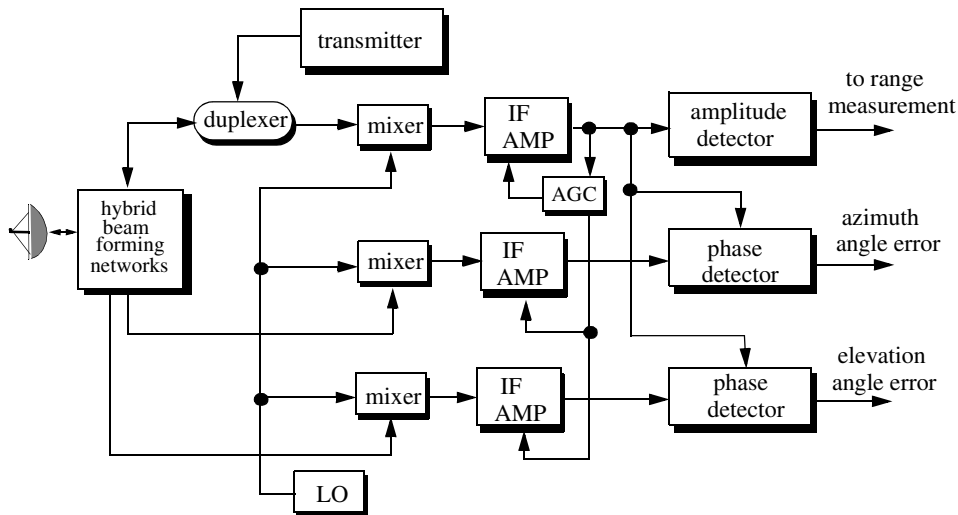 transmitter
duplexer
mixer
IF
AMP
amplitude
detector
to range
measurement
AGC
hybrid
beam
forming
networks
mixer
IF
AMP
phase
detector
azimuth
angle error
mixer
IF
AMP
phase
detector
elevation
angle error
LO